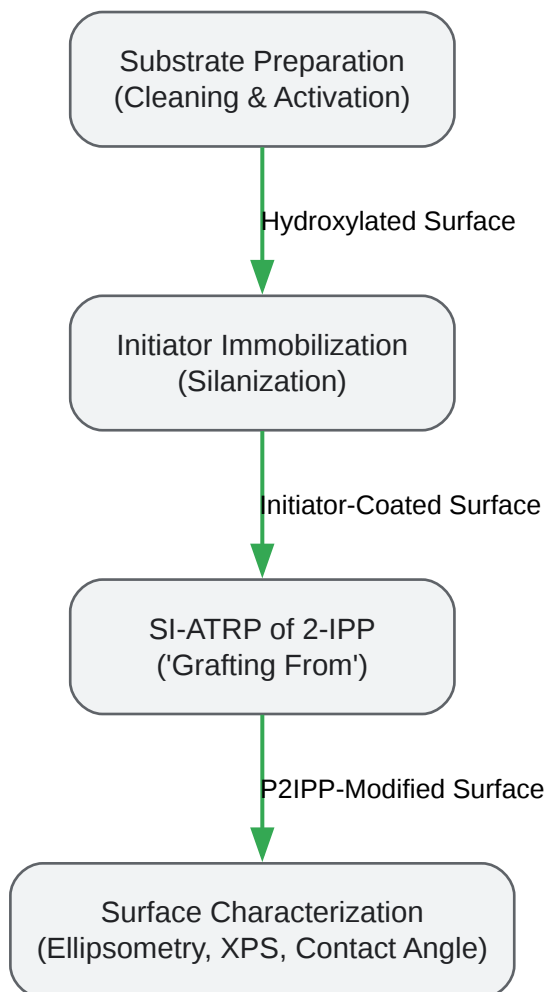 Substrate Preparation
(Cleaning & Activation)
Hydroxylated Surface
Initiator Immobilization
(Silanization)
Initiator-Coated Surface
SI-ATRP of 2-IPP
('Grafting From')
P2IPP-Modified Surface
Surface Characterization
(Ellipsometry, XPS, Contact Angle)